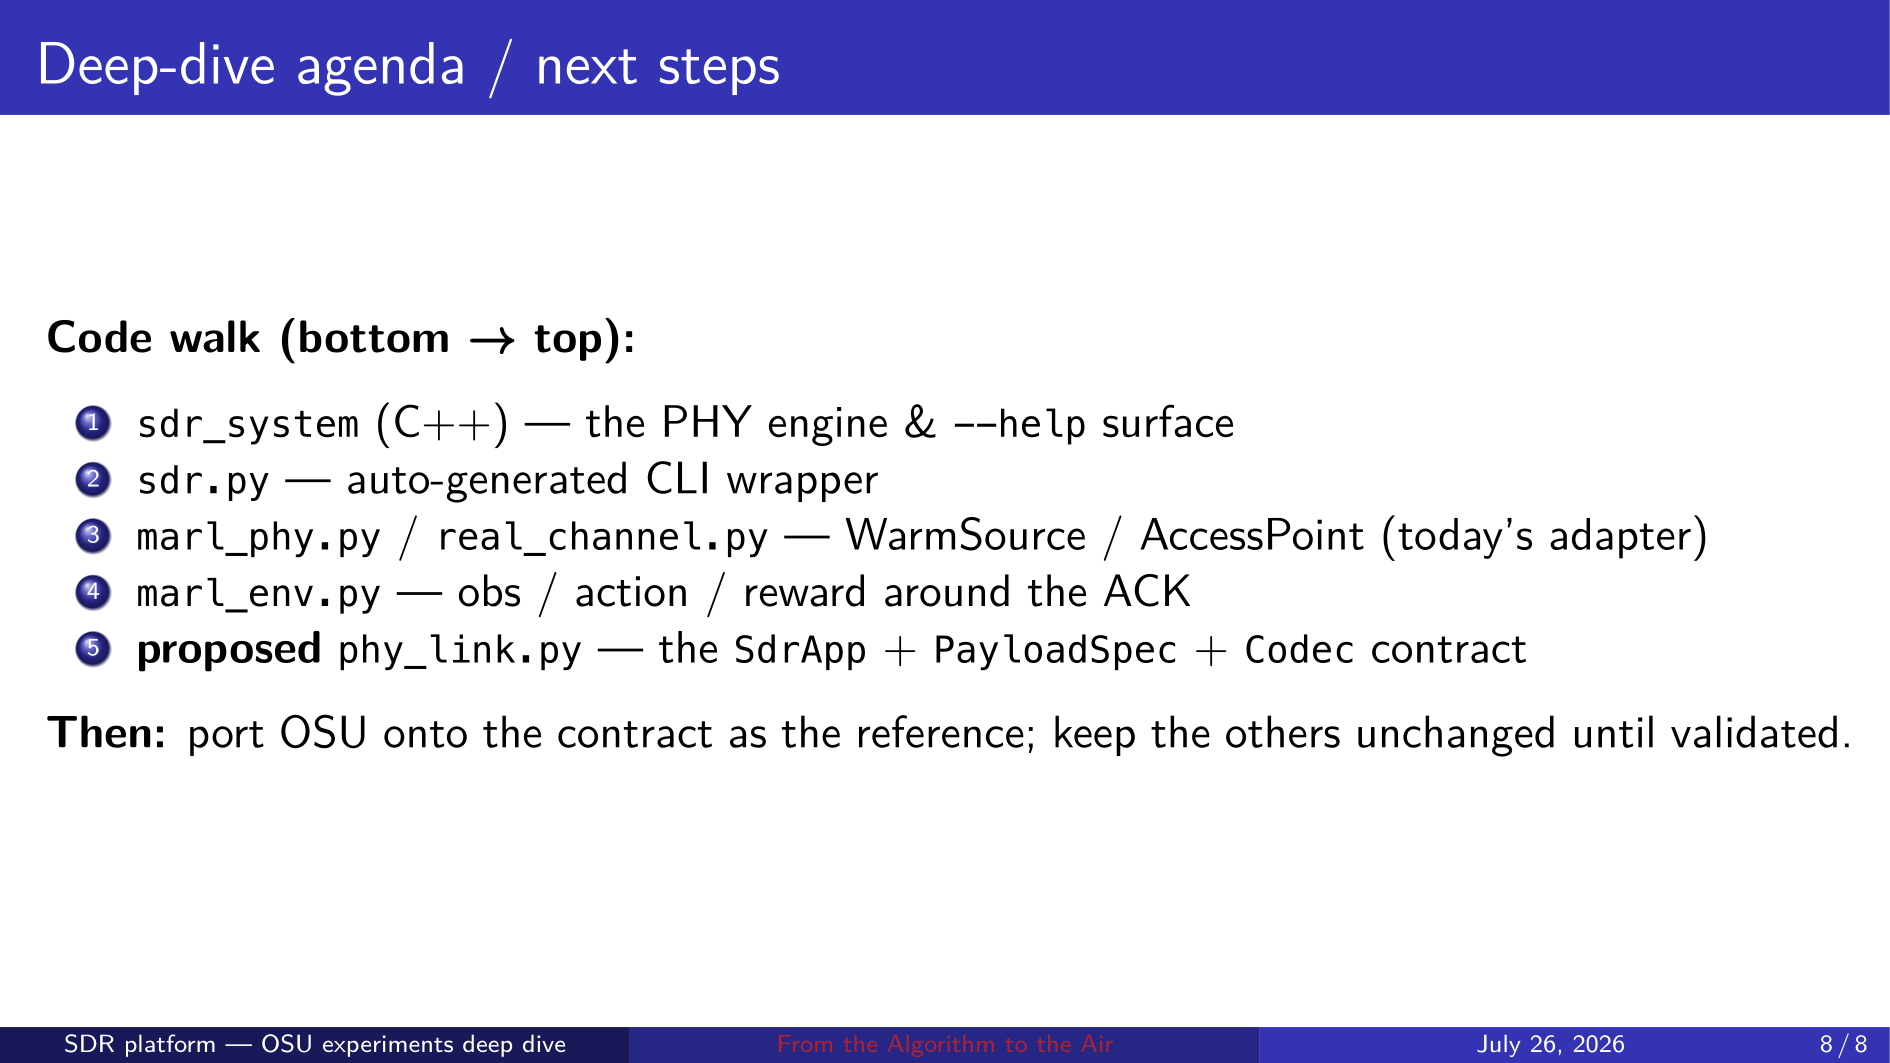 Deep-dive agenda / next steps
Code walk (bottom → top):
1 sdr_system (C++) — the PHY engine & --help surface
2 sdr.py — auto-generated CLI wrapper
3 marl_phy.py / real_channel.py — WarmSource / AccessPoint (today's adapter)
4 marl_env.py — obs / action / reward around the ACK
5 proposed phy_link.py — the SdrApp + PayloadSpec + Codec contract
Then: port OSU onto the contract as the reference; keep the others unchanged until validated.
SDR platform — OSU experiments deep dive From the Algorithm to the Air July 26, 2026 8 / 8